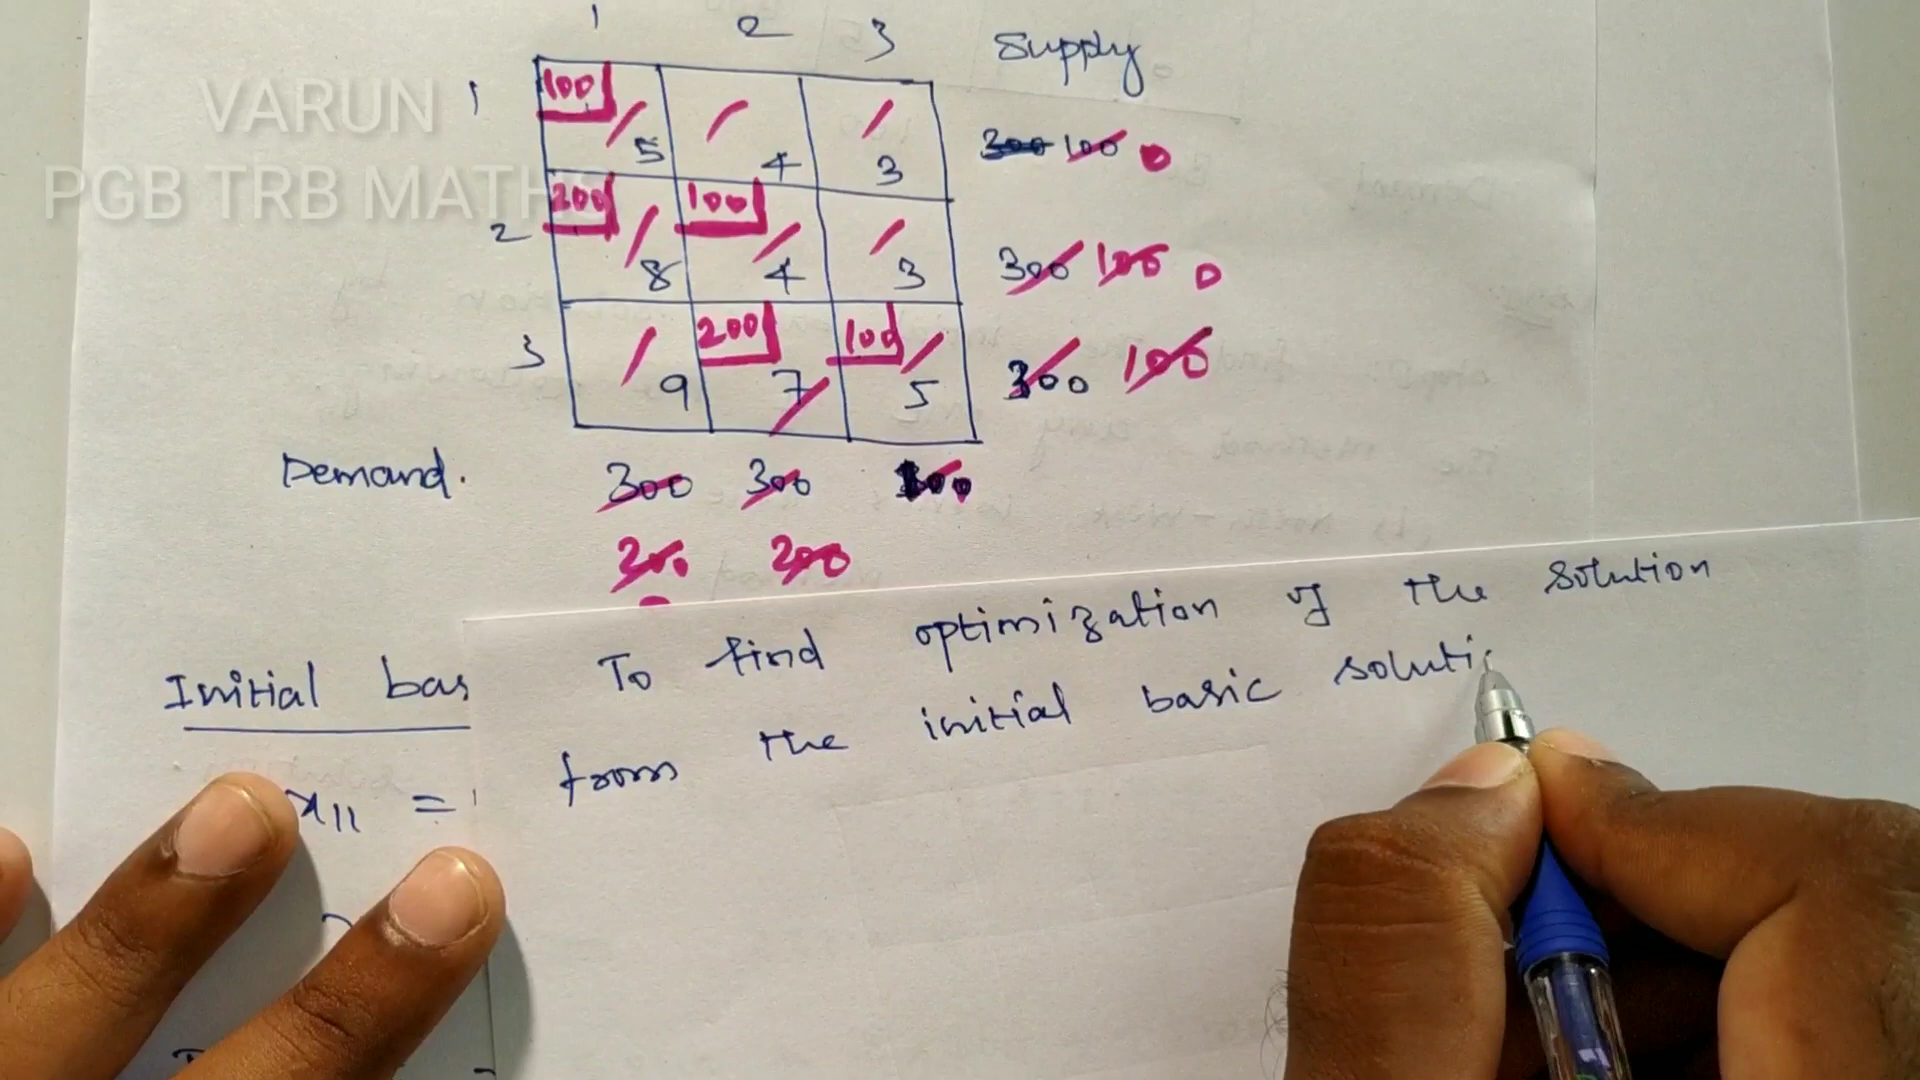 1 2 3 Supply
VARUN
PGB TRB MATH
1 100 5 4 3 300 100 0
2 200 8 100 4 3 300 100 0
3 9 200 7 100 5 300 100
Demand. 300 300 100
200 200
To find optimization of the solution
from the initial basic soluti
Initial bas
x11 =